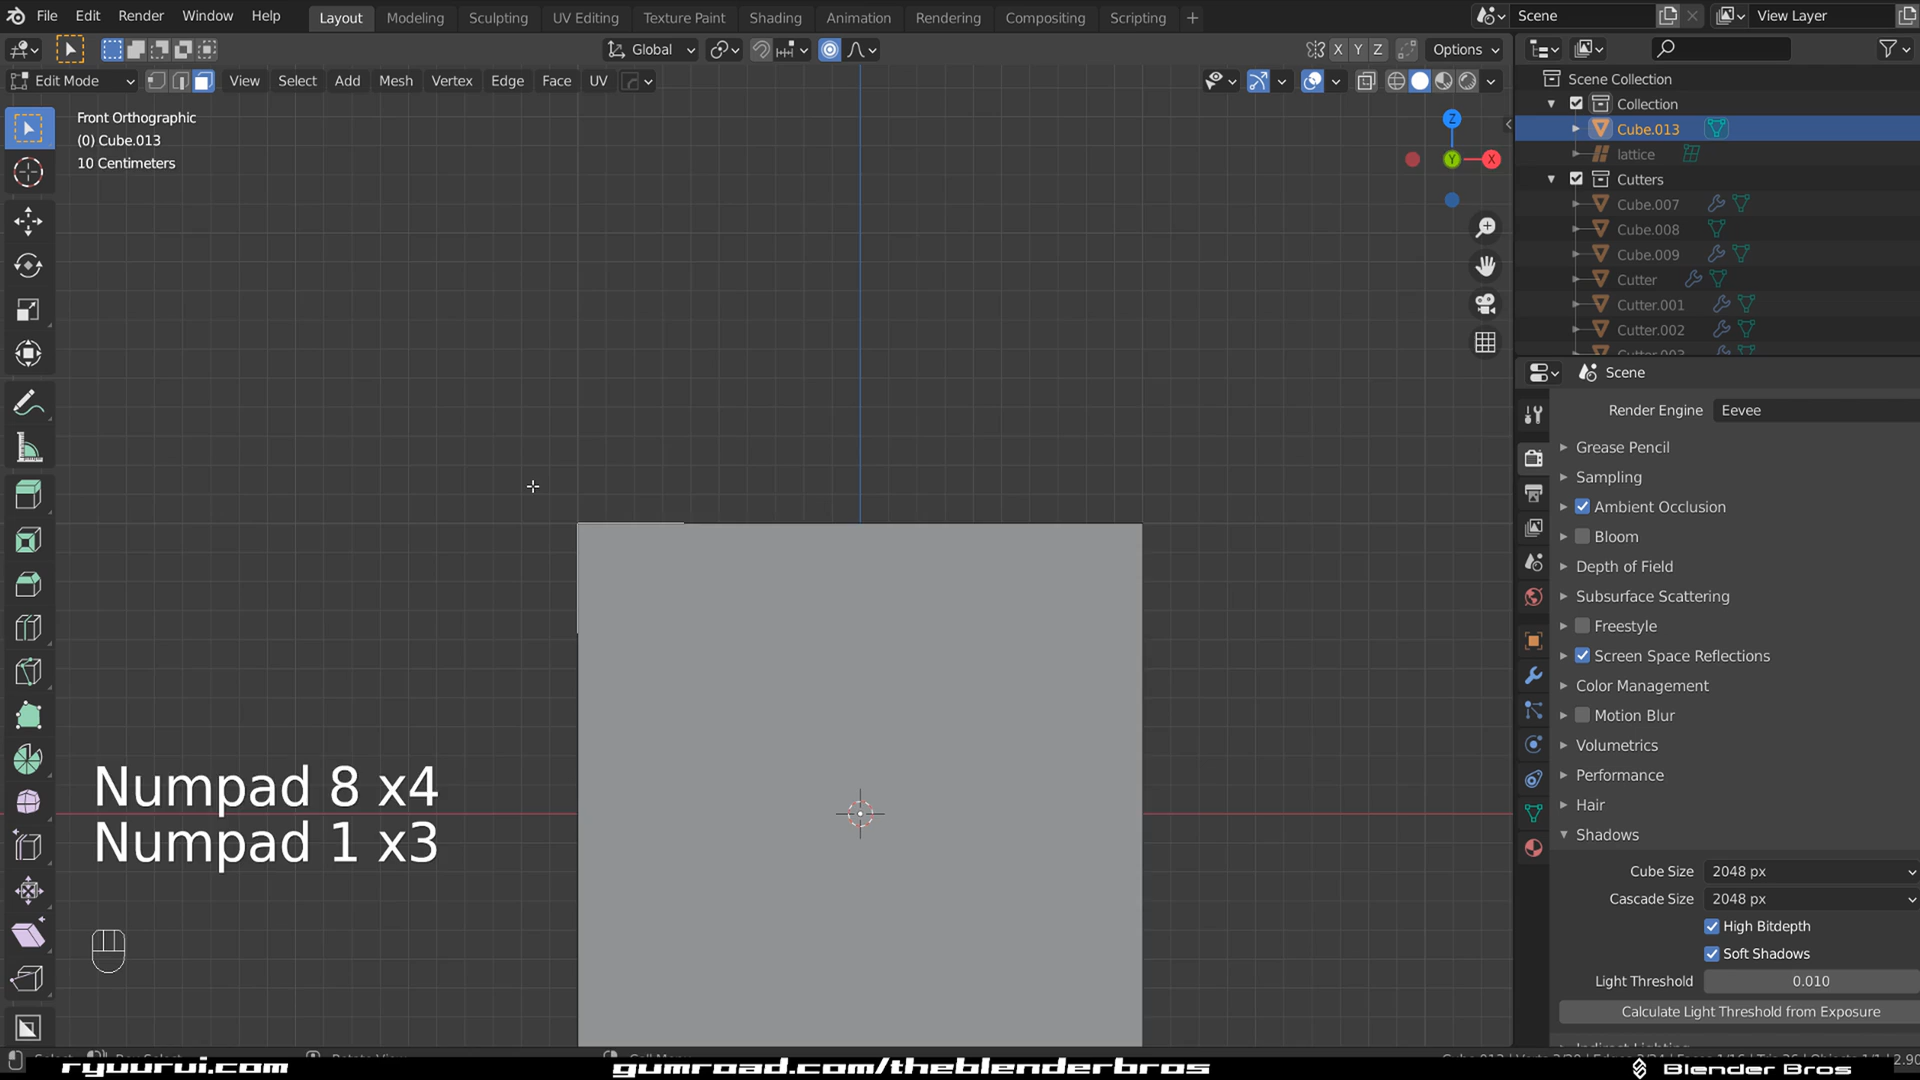 File Edit Render Window Help Layout Modeling Sculpting UV Editing Texture Paint Shading Animation Rendering Compositing Scripting + Scene View Layer
Global X Y Z Options
Edit Mode View Select Add Mesh Vertex Edge Face UV
Scene Collection
Collection
Cube.013
lattice
Cutters
Cube.007
Cube.008
Cube.009
Cutter
Cutter.001
Cutter.002
Cutter.003
Front Orthographic
(0) Cube.013
10 Centimeters
Z
Y
X
Scene
Render Engine Eevee
Grease Pencil
Sampling
Ambient Occlusion
Bloom
Depth of Field
Subsurface Scattering
Freestyle
Screen Space Reflections
Color Management
Motion Blur
Volumetrics
Performance
Hair
Shadows
Cube Size 2048 px
Cascade Size 2048 px
High Bitdepth
Soft Shadows
Light Threshold 0.010
Calculate Light Threshold from Exposure
Numpad 8 x4
Numpad 1 x3
ryuurui.com
gumroad.com/theblenderbros
Blender Bros